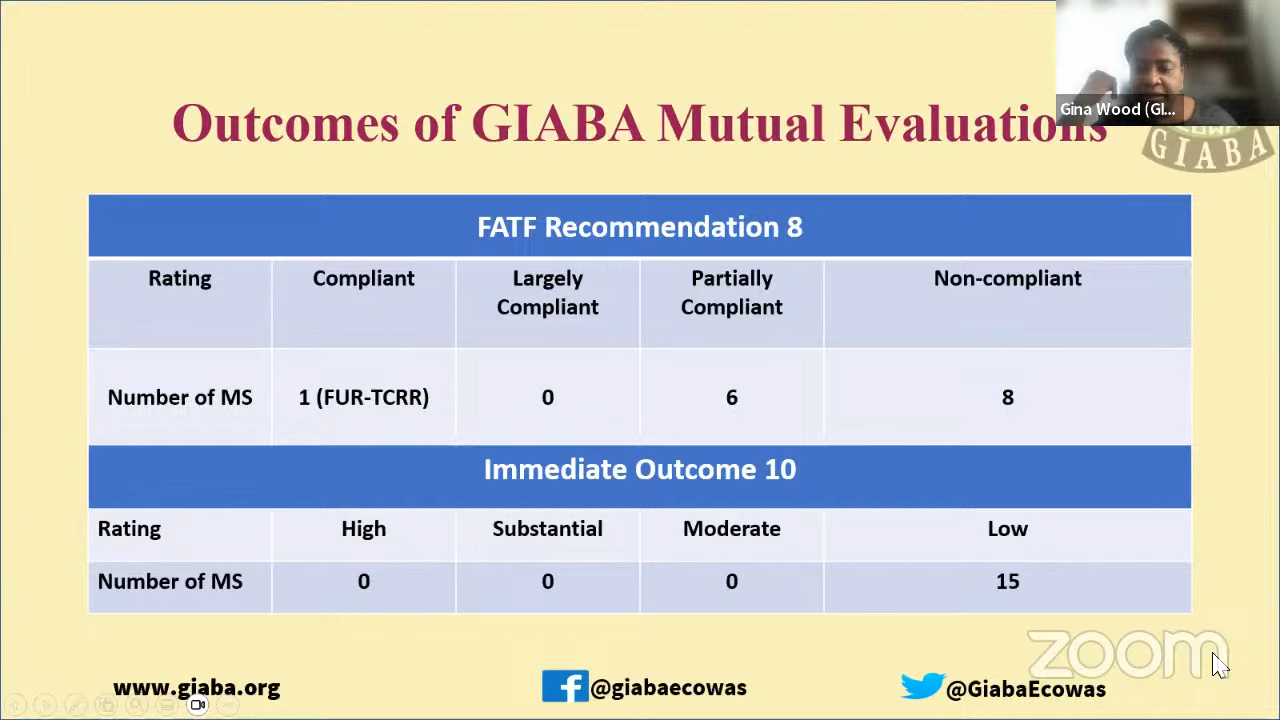 Gina Wood (GI...
Outcomes of GIABA Mutual Evaluations
GIABA
FATF Recommendation 8
Rating Compliant Largely Compliant Partially Compliant Non-compliant
Number of MS 1 (FUR-TCRR) 0 6 8
Immediate Outcome 10
Rating High Substantial Moderate Low
Number of MS 0 0 0 15
zoom
www.giaba.org @giabaecowas @GiabaEcowas